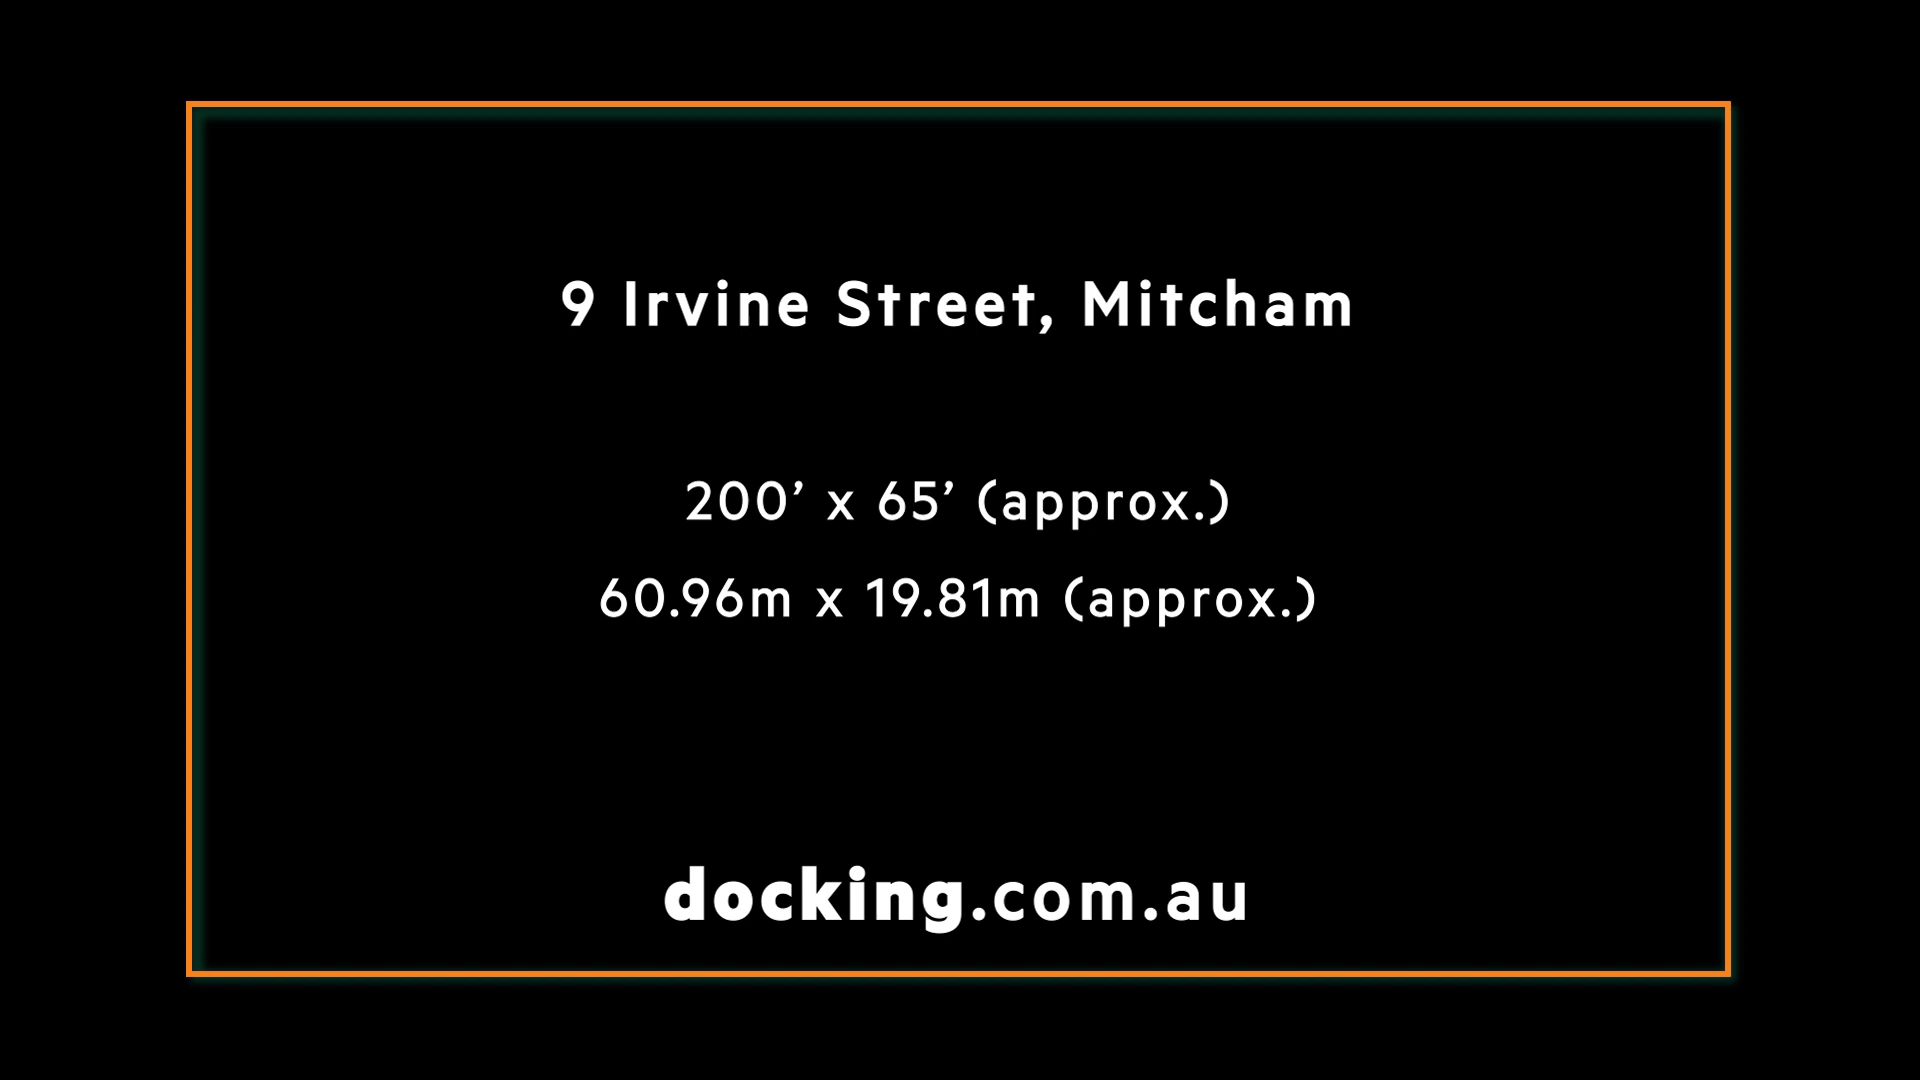 9 Irvine Street, Mitcham
200’ x 65’ (approx.)
60.96m x 19.81m (approx.)
docking.com.au